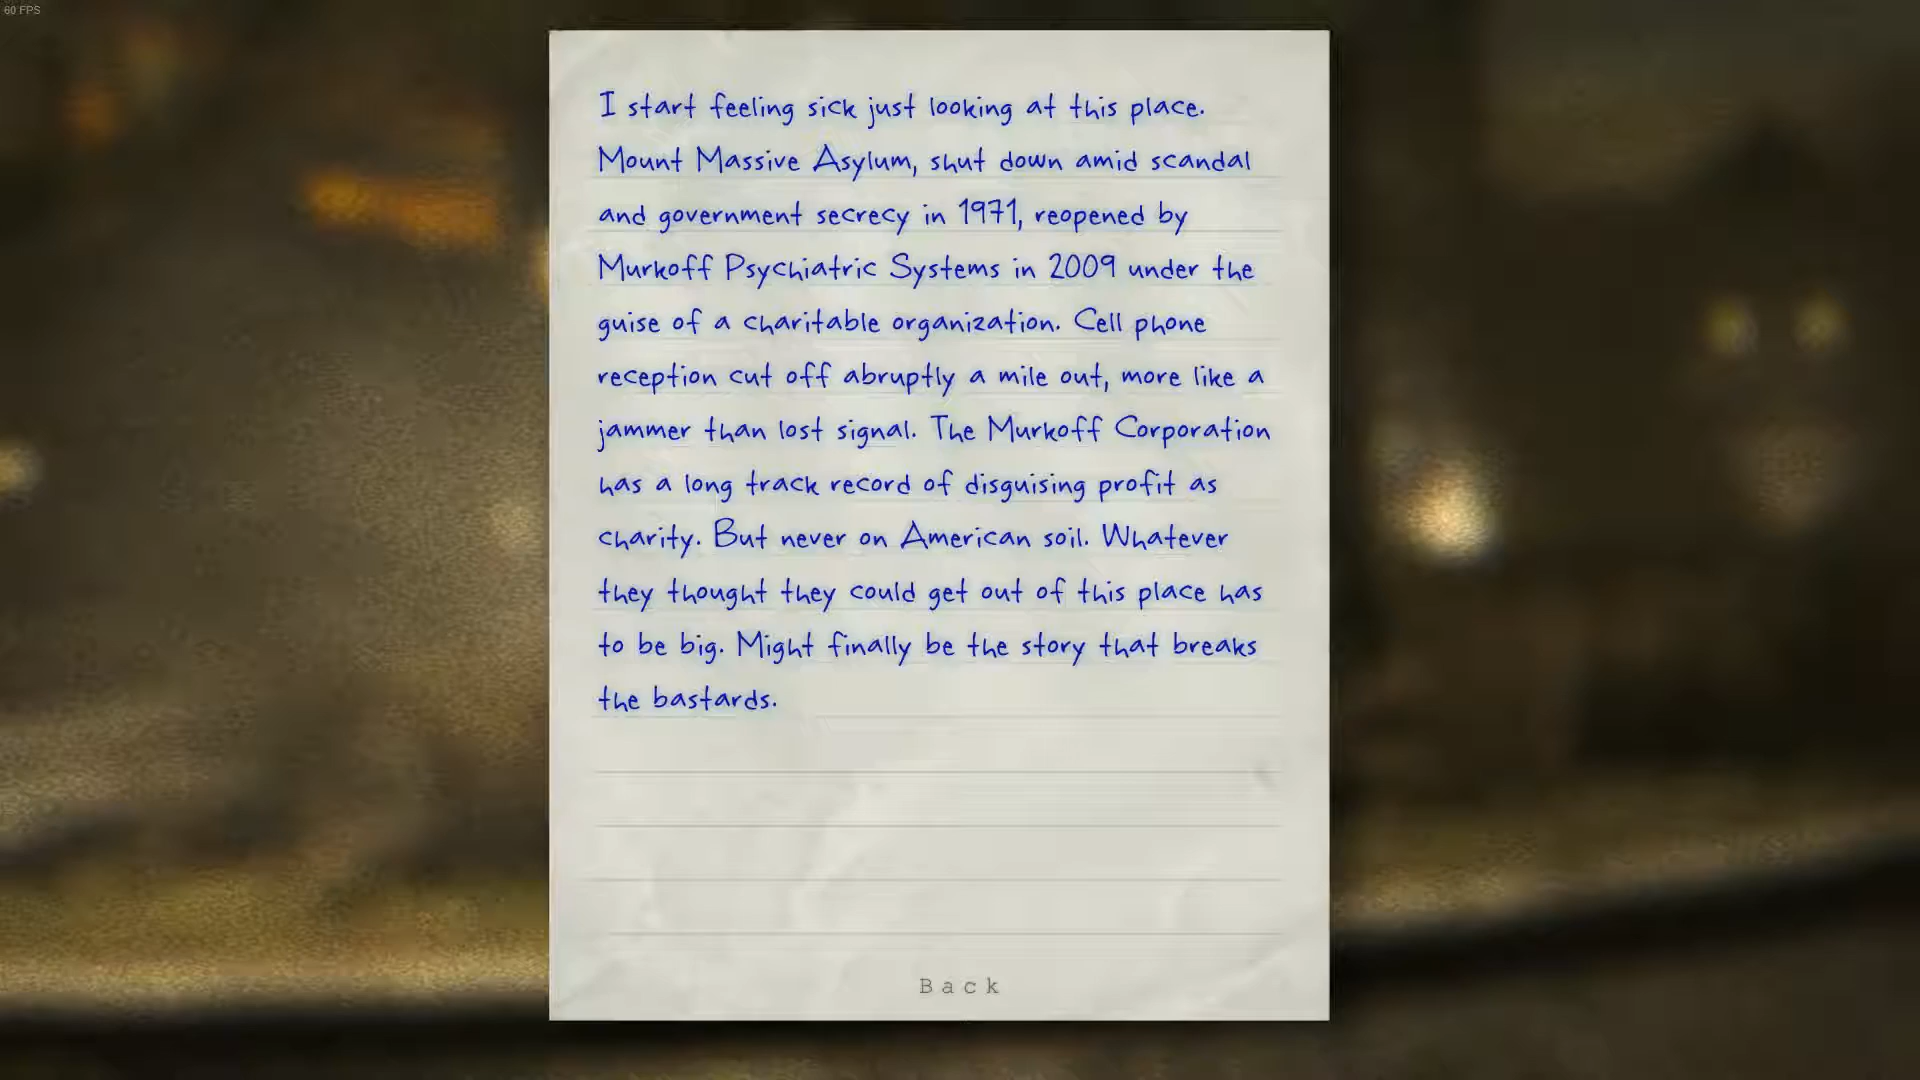 60 FPS
I start feeling sick just looking at this place.
Mount Massive Asylum, shut down amid scandal
and government secrecy in 1971, reopened by
Murkoff Psychiatric Systems in 2009 under the
guise of a charitable organization. Cell phone
reception cut off abruptly a mile out, more like a
jammer than lost signal. The Murkoff Corporation
has a long track record of disguising profit as
charity. But never on American soil. Whatever
they thought they could get out of this place has
to be big. Might finally be the story that breaks
the bastards.
Back